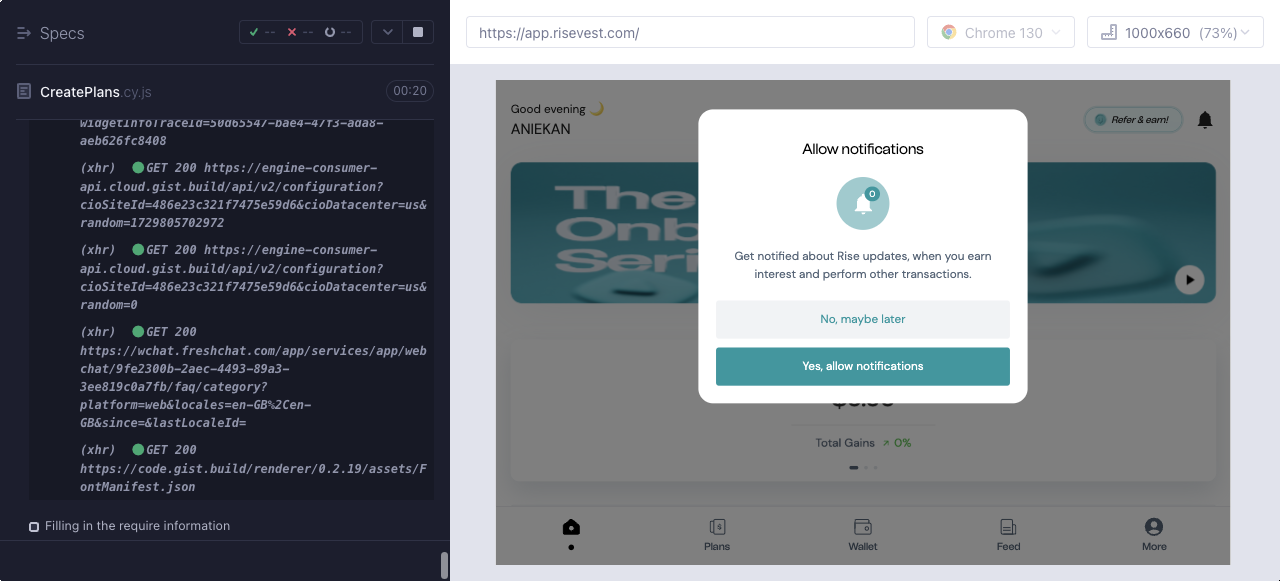 Specs
-- -- --
CreatePlans.cy.js
00:20
widgetInfoTraceId=50d65547-bae4-47f3-ada8-
aeb626fc8408
(xhr) GET 200 https://engine-consumer-
api.cloud.gist.build/api/v2/configuration?
cioSiteId=486e23c321f7475e59d6&cioDatacenter=us&
random=1729805702972
(xhr) GET 200 https://engine-consumer-
api.cloud.gist.build/api/v2/configuration?
cioSiteId=486e23c321f7475e59d6&cioDatacenter=us&
random=0
(xhr) GET 200
https://wchat.freshchat.com/app/services/app/web
chat/9fe2300b-2aec-4493-89a3-
3ee819c0a7fb/faq/category?
platform=web&locales=en-GB%2Cen-
GB&since=&lastLocaleId=
(xhr) GET 200
https://code.gist.build/renderer/0.2.19/assets/F
ontManifest.json
Filling in the require information
https://app.risevest.com/
Chrome 130
1000x660 (73%)
Good evening 🌙
ANIEKAN
Refer & earn!
The
Onb
Seri
Allow notifications
0
Get notified about Rise updates, when you earn
interest and perform other transactions.
No, maybe later
Yes, allow notifications
Total Gains ↗ 0%
Plans
Wallet
Feed
More